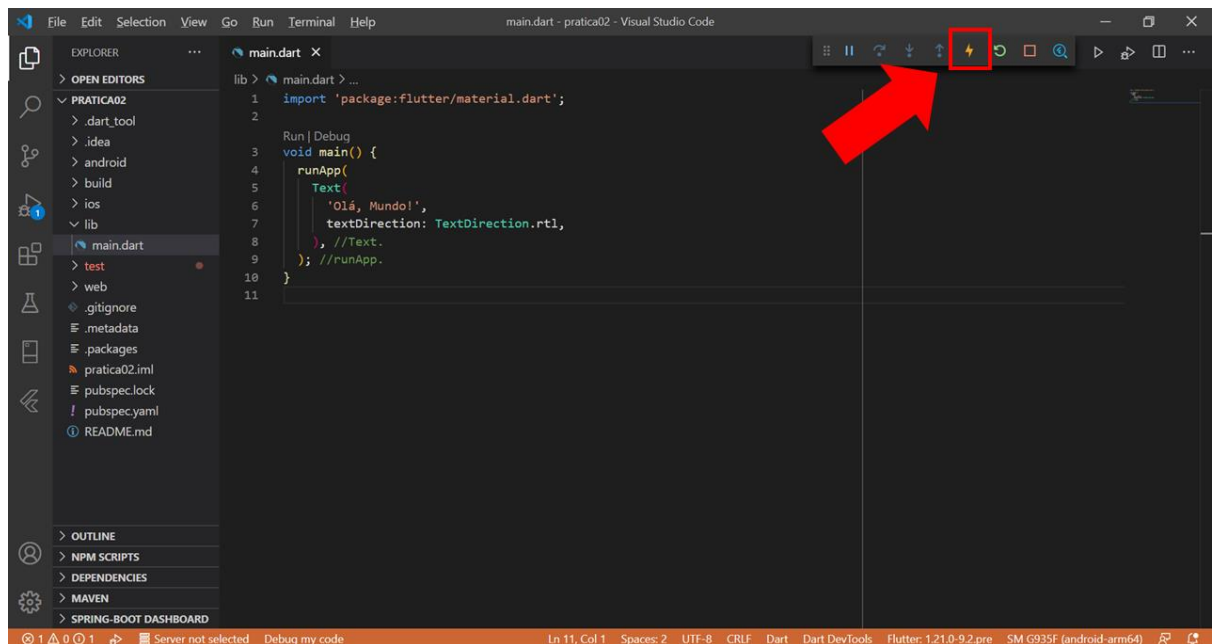 File Edit Selection View Go Run Terminal Help
main.dart - pratica02 - Visual Studio Code
EXPLORER
OPEN EDITORS
PRATICA02
.dart_tool
.idea
android
build
ios
lib
main.dart
test
web
.gitignore
.metadata
.packages
pratica02.iml
pubspec.lock
pubspec.yaml
README.md
OUTLINE
NPM SCRIPTS
DEPENDENCIES
MAVEN
SPRING-BOOT DASHBOARD
1
main.dart
lib > main.dart > ...
1 import 'package:flutter/material.dart';
2
Run | Debug
3 void main() {
4 runApp(
5 Text(
6 'Olá, Mundo!',
7 textDirection: TextDirection.rtl,
8 ), //Text.
9 ); //runApp.
10 }
11
1 0 1 Server not selected Debug my code Ln 11, Col 1 Spaces: 2 UTF-8 CRLF Dart Dart DevTools Flutter: 1.21.0-9.2.pre SM G935F (android-arm64)